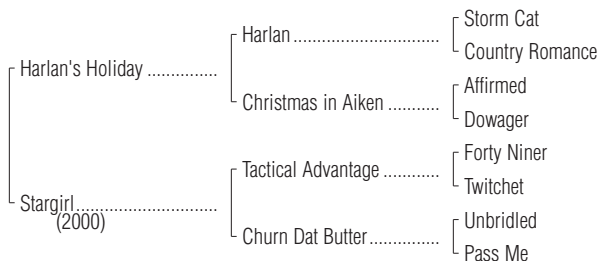 Storm Cat
Harlan ..............................
Country Romance
Harlan's Holiday ..............
Affirmed
Christmas in Aiken ...........
Dowager
Forty Niner
Tactical Advantage ............
Twitchet
Stargirl.............................
(2000)
Unbridled
Churn Dat Butter...............
Pass Me